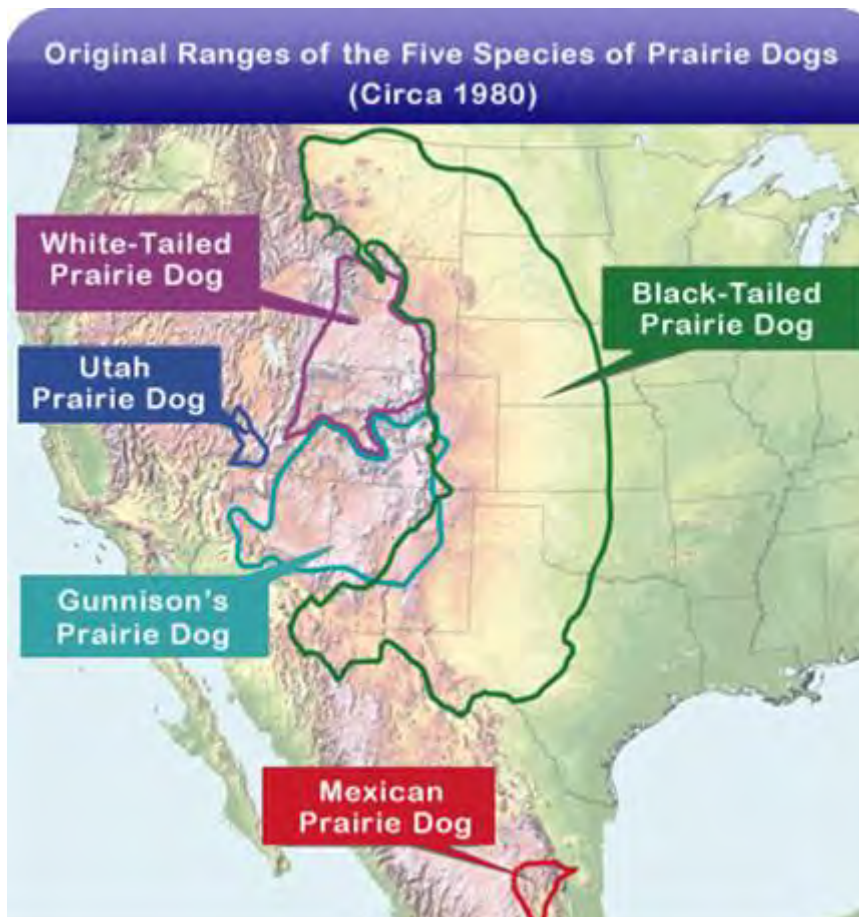 Original Ranges of the Five Species of Prairie Dogs
(Circa 1980)
White-Tailed
Prairie Dog
Black-Tailed
Prairie Dog
Utah
Prairie Dog
Gunnison's
Prairie Dog
Mexican
Prairie Dog